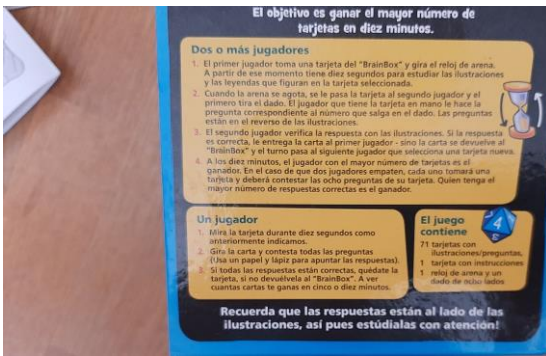 El objetivo es ganar el mayor número de
tarjetas en diez minutos.
Dos o más jugadores
1. El primer jugador toma una tarjeta del "BrainBox" y gira el reloj de arena.
A partir de ese momento tiene diez segundos para estudiar las ilustraciones
y las leyendas que figuran en la tarjeta seleccionada.
2. Cuando la arena se agota, se le pasa la tarjeta al segundo jugador y el
primero tira el dado. El jugador que tiene la tarjeta en mano le hace la
pregunta correspondiente al número que salga en el dado. Las preguntas
están en el reverso de las ilustraciones.
3. El segundo jugador verifica la respuesta con las ilustraciones. Si la respuesta
es correcta, le entrega la carta al primer jugador - sino la carta se devuelve al
"BrainBox" y el turno pasa al siguiente jugador que selecciona una tarjeta nueva.
4. A los diez minutos, el jugador con el mayor número de tarjetas es el
ganador. En el caso de que dos jugadores empaten, cada uno tomará una
tarjeta y deberá contestar las ocho preguntas de su tarjeta. Quien tenga el
mayor número de respuestas correctas es el ganador.
Un jugador
1. Mira la tarjeta durante diez segundos como
anteriormente indicamos.
2. Gira la carta y contesta todas las preguntas
(Usa un papel y lápiz para apuntar las respuestas).
3. Si todas las respuestas están correctas, quédate la
tarjeta, si no devuélvela al "BrainBox". A ver
cuantas cartas te ganas en cinco o diez minutos.
El juego
contiene
4
71 tarjetas con
ilustraciones/preguntas,
1 tarjeta con instrucciones
1 reloj de arena y un
dado de ocho lados
Recuerda que las respuestas están al lado de las
ilustraciones, así pues estúdialas con atención!